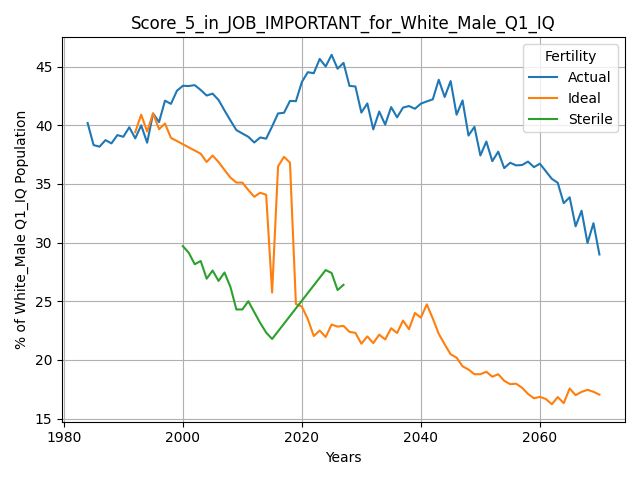 Score_5_in_JOB_IMPORTANT_for_White_Male_Q1_IQ
Fertility
Actual
Ideal
Sterile
% of White_Male Q1_IQ Population
45
40
35
30
25
20
15
1980
2000
2020
2040
2060
Years